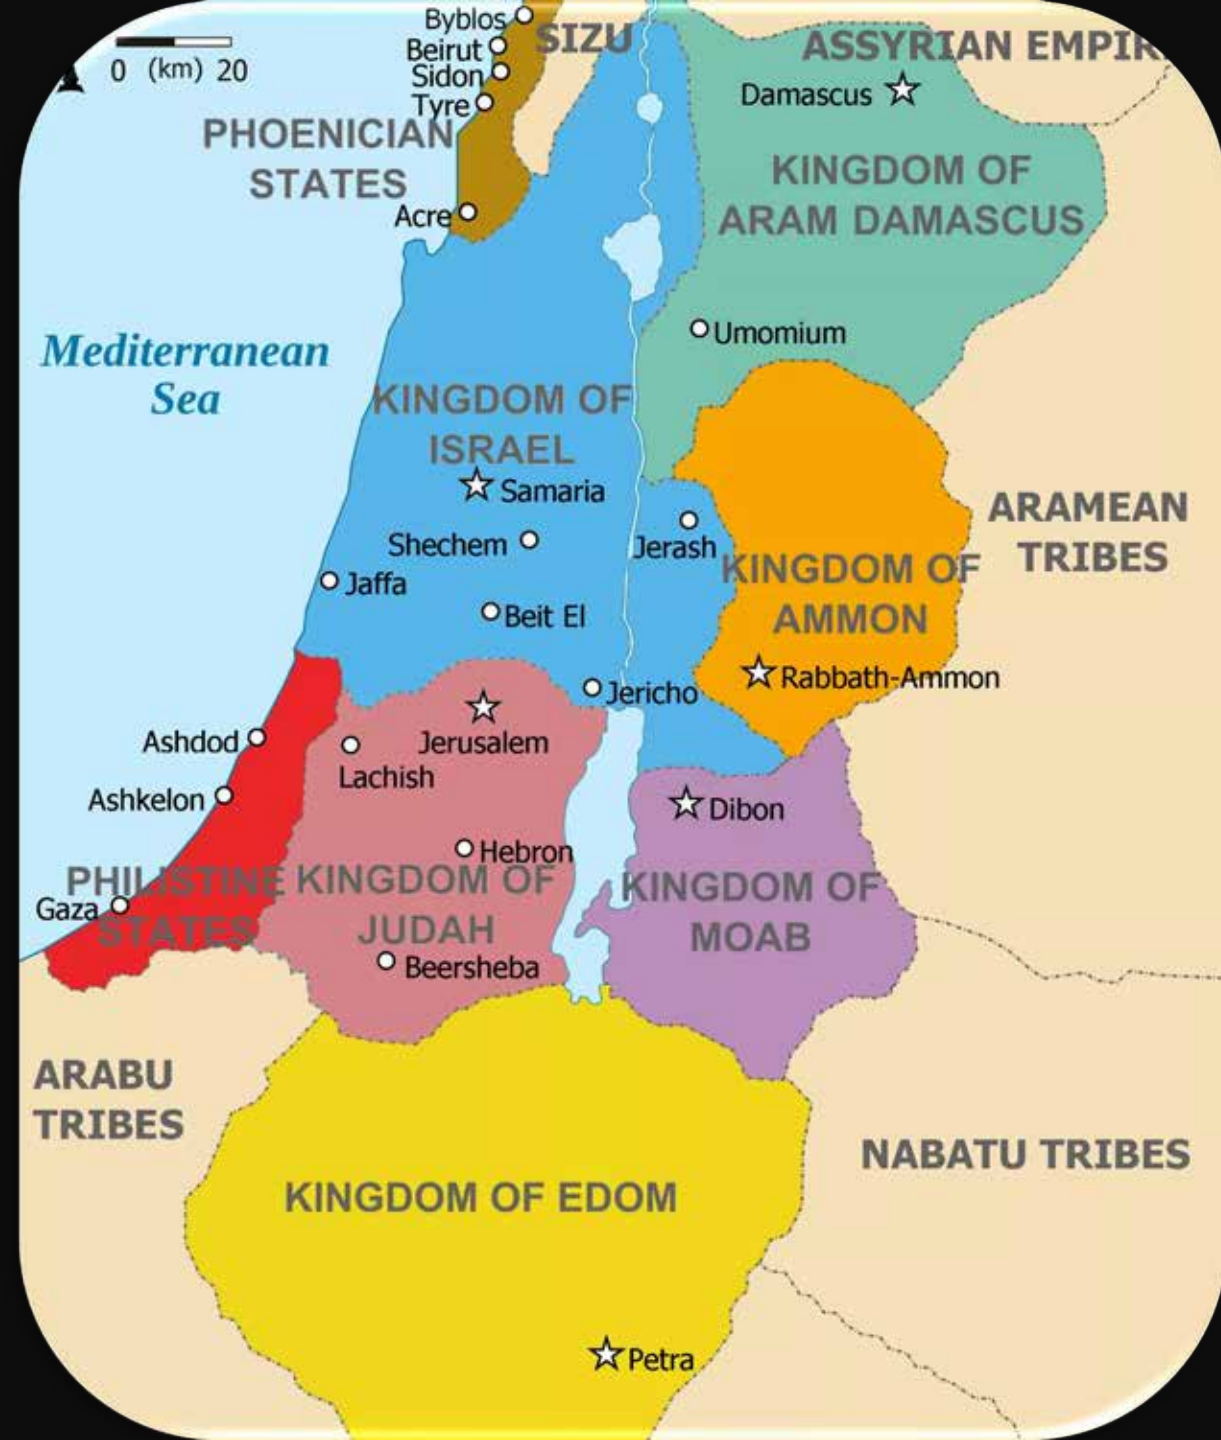 Byblos
SIZU
Beirut
ASSYRIAN EMPIR
Sidon
0 (km) 20
Damascus
Tyre
PHOENICIAN
STATES
KINGDOM OF
ARAM DAMASCUS
Acre
Umomium
Mediterranean
Sea
KINGDOM OF
ISRAEL
Samaria
ARAMEAN
TRIBES
Shechem
Jerash
KINGDOM OF
AMMON
Jaffa
Beit El
Rabbath-Ammon
Jericho
Ashdod
Jerusalem
Lachish
Ashkelon
Dibon
Hebron
PHILISTINE
STATES
KINGDOM OF
JUDAH
KINGDOM OF
MOAB
Gaza
Beersheba
ARABU
TRIBES
NABATU TRIBES
KINGDOM OF EDOM
Petra